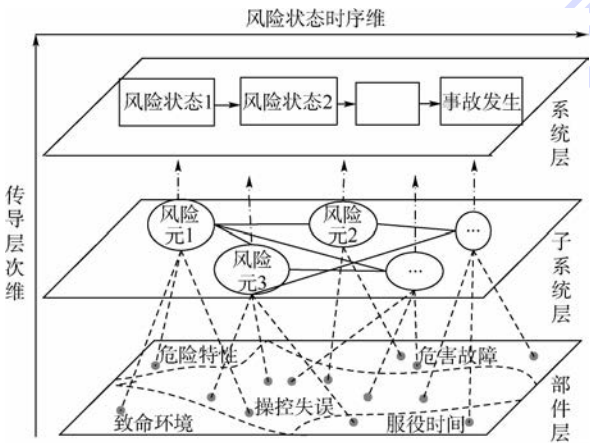 风险状态时序维
风险状态1
风险状态2
事故发生
系统层
传导层次维
风险
元1
风险
元2
...
风险
元3
...
子系统层
危险特性
危害故障
操控失误
致命环境
服役时间
部件层